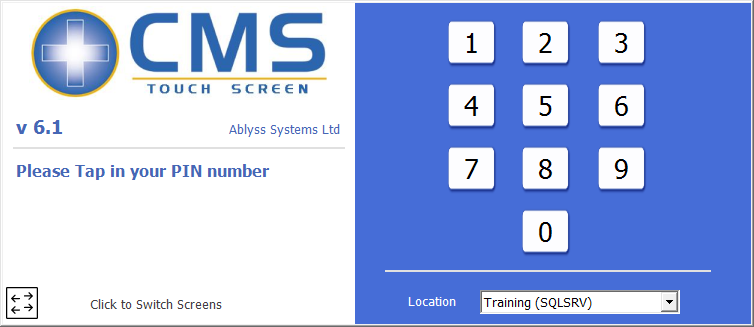 CMS
TOUCH SCREEN
v 6.1
Ablyss Systems Ltd
Please Tap in your PIN number
Click to Switch Screens
1 2 3
4 5 6
7 8 9
0
Location Training (SQLSRV)